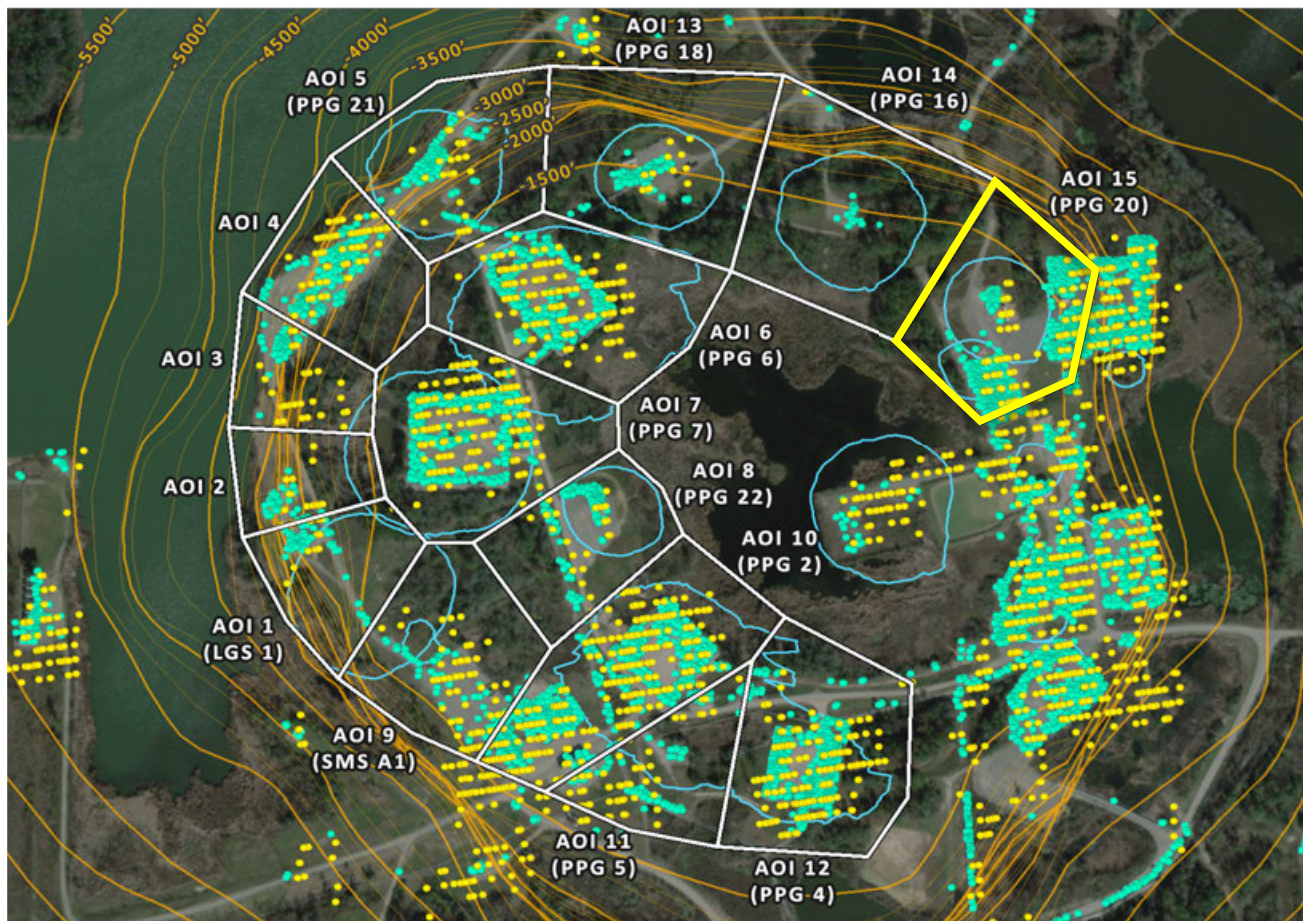 -5500'
-5000'
-4500'
-4000'
-3500'
-3000'
-2500'
-2000'
-1500'
AOI 13
(PPG 18)
AOI 14
(PPG 16)
AOI 5
(PPG 21)
AOI 15
(PPG 20)
AOI 4
AOI 3
AOI 6
(PPG 6)
AOI 7
(PPG 7)
AOI 8
(PPG 22)
AOI 2
AOI 10
(PPG 2)
AOI 1
(LGS 1)
AOI 9
(SMS A1)
AOI 11
(PPG 5)
AOI 12
(PPG 4)